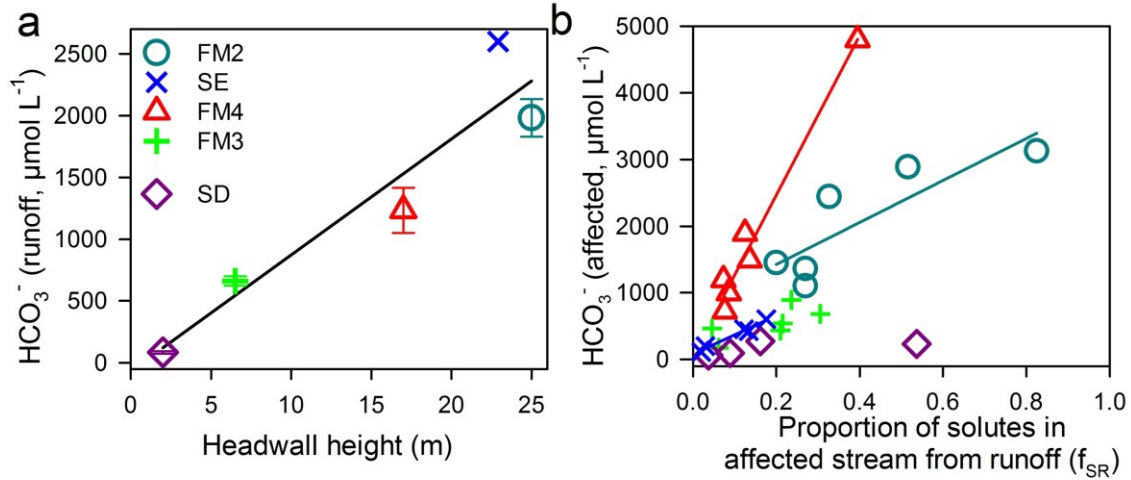 a
HCO₃⁻ (runoff, µmol L⁻¹)
2500
2000
1500
1000
500
0
FM2
SE
FM4
FM3
SD
0 5 10 15 20 25
Headwall height (m)
b
HCO₃⁻ (affected, µmol L⁻¹)
5000
4000
3000
2000
1000
0
0.0 0.2 0.4 0.6 0.8 1.0
Proportion of solutes in
affected stream from runoff (f_SR)